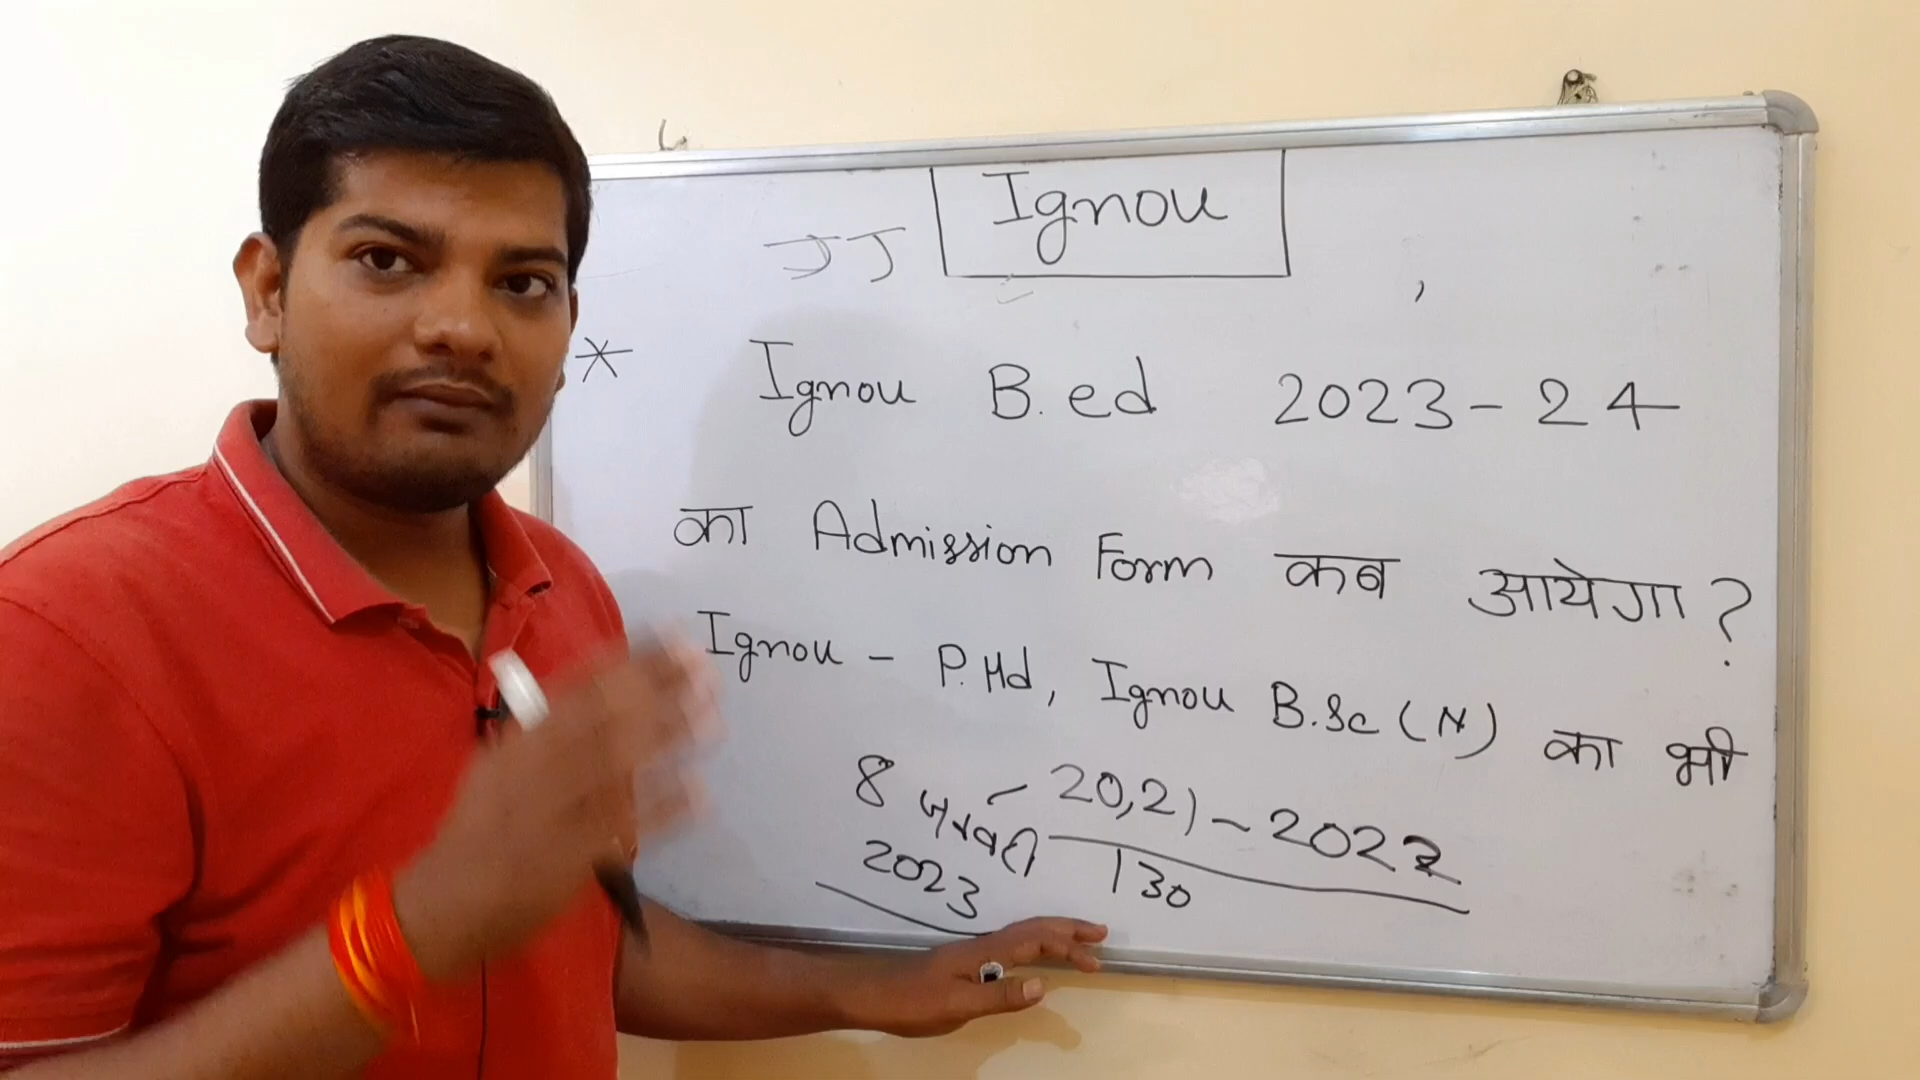 Ignou
JJ
* Ignou B.ed 2023-24
का Admission Form कब आयेगा ?
Ignou - P.Hd, Ignou B.Sc (N) का भी
8 जनवरी - 20,21 - 2022
2023 130